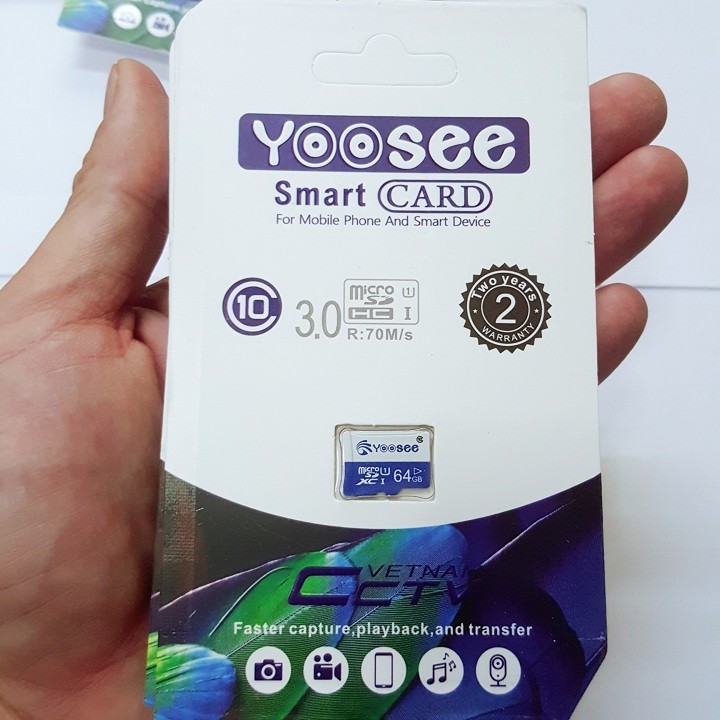 YOOSEE
Smart CARD
For Mobile Phone And Smart Device
10
3.0
micro SD U1
HC I
R:70M/s
Two years
2
WARRANTY
YOOSEE
micro SD U1
XC I
64GB
VETNAM
CCTV
Faster capture,playback,and transfer